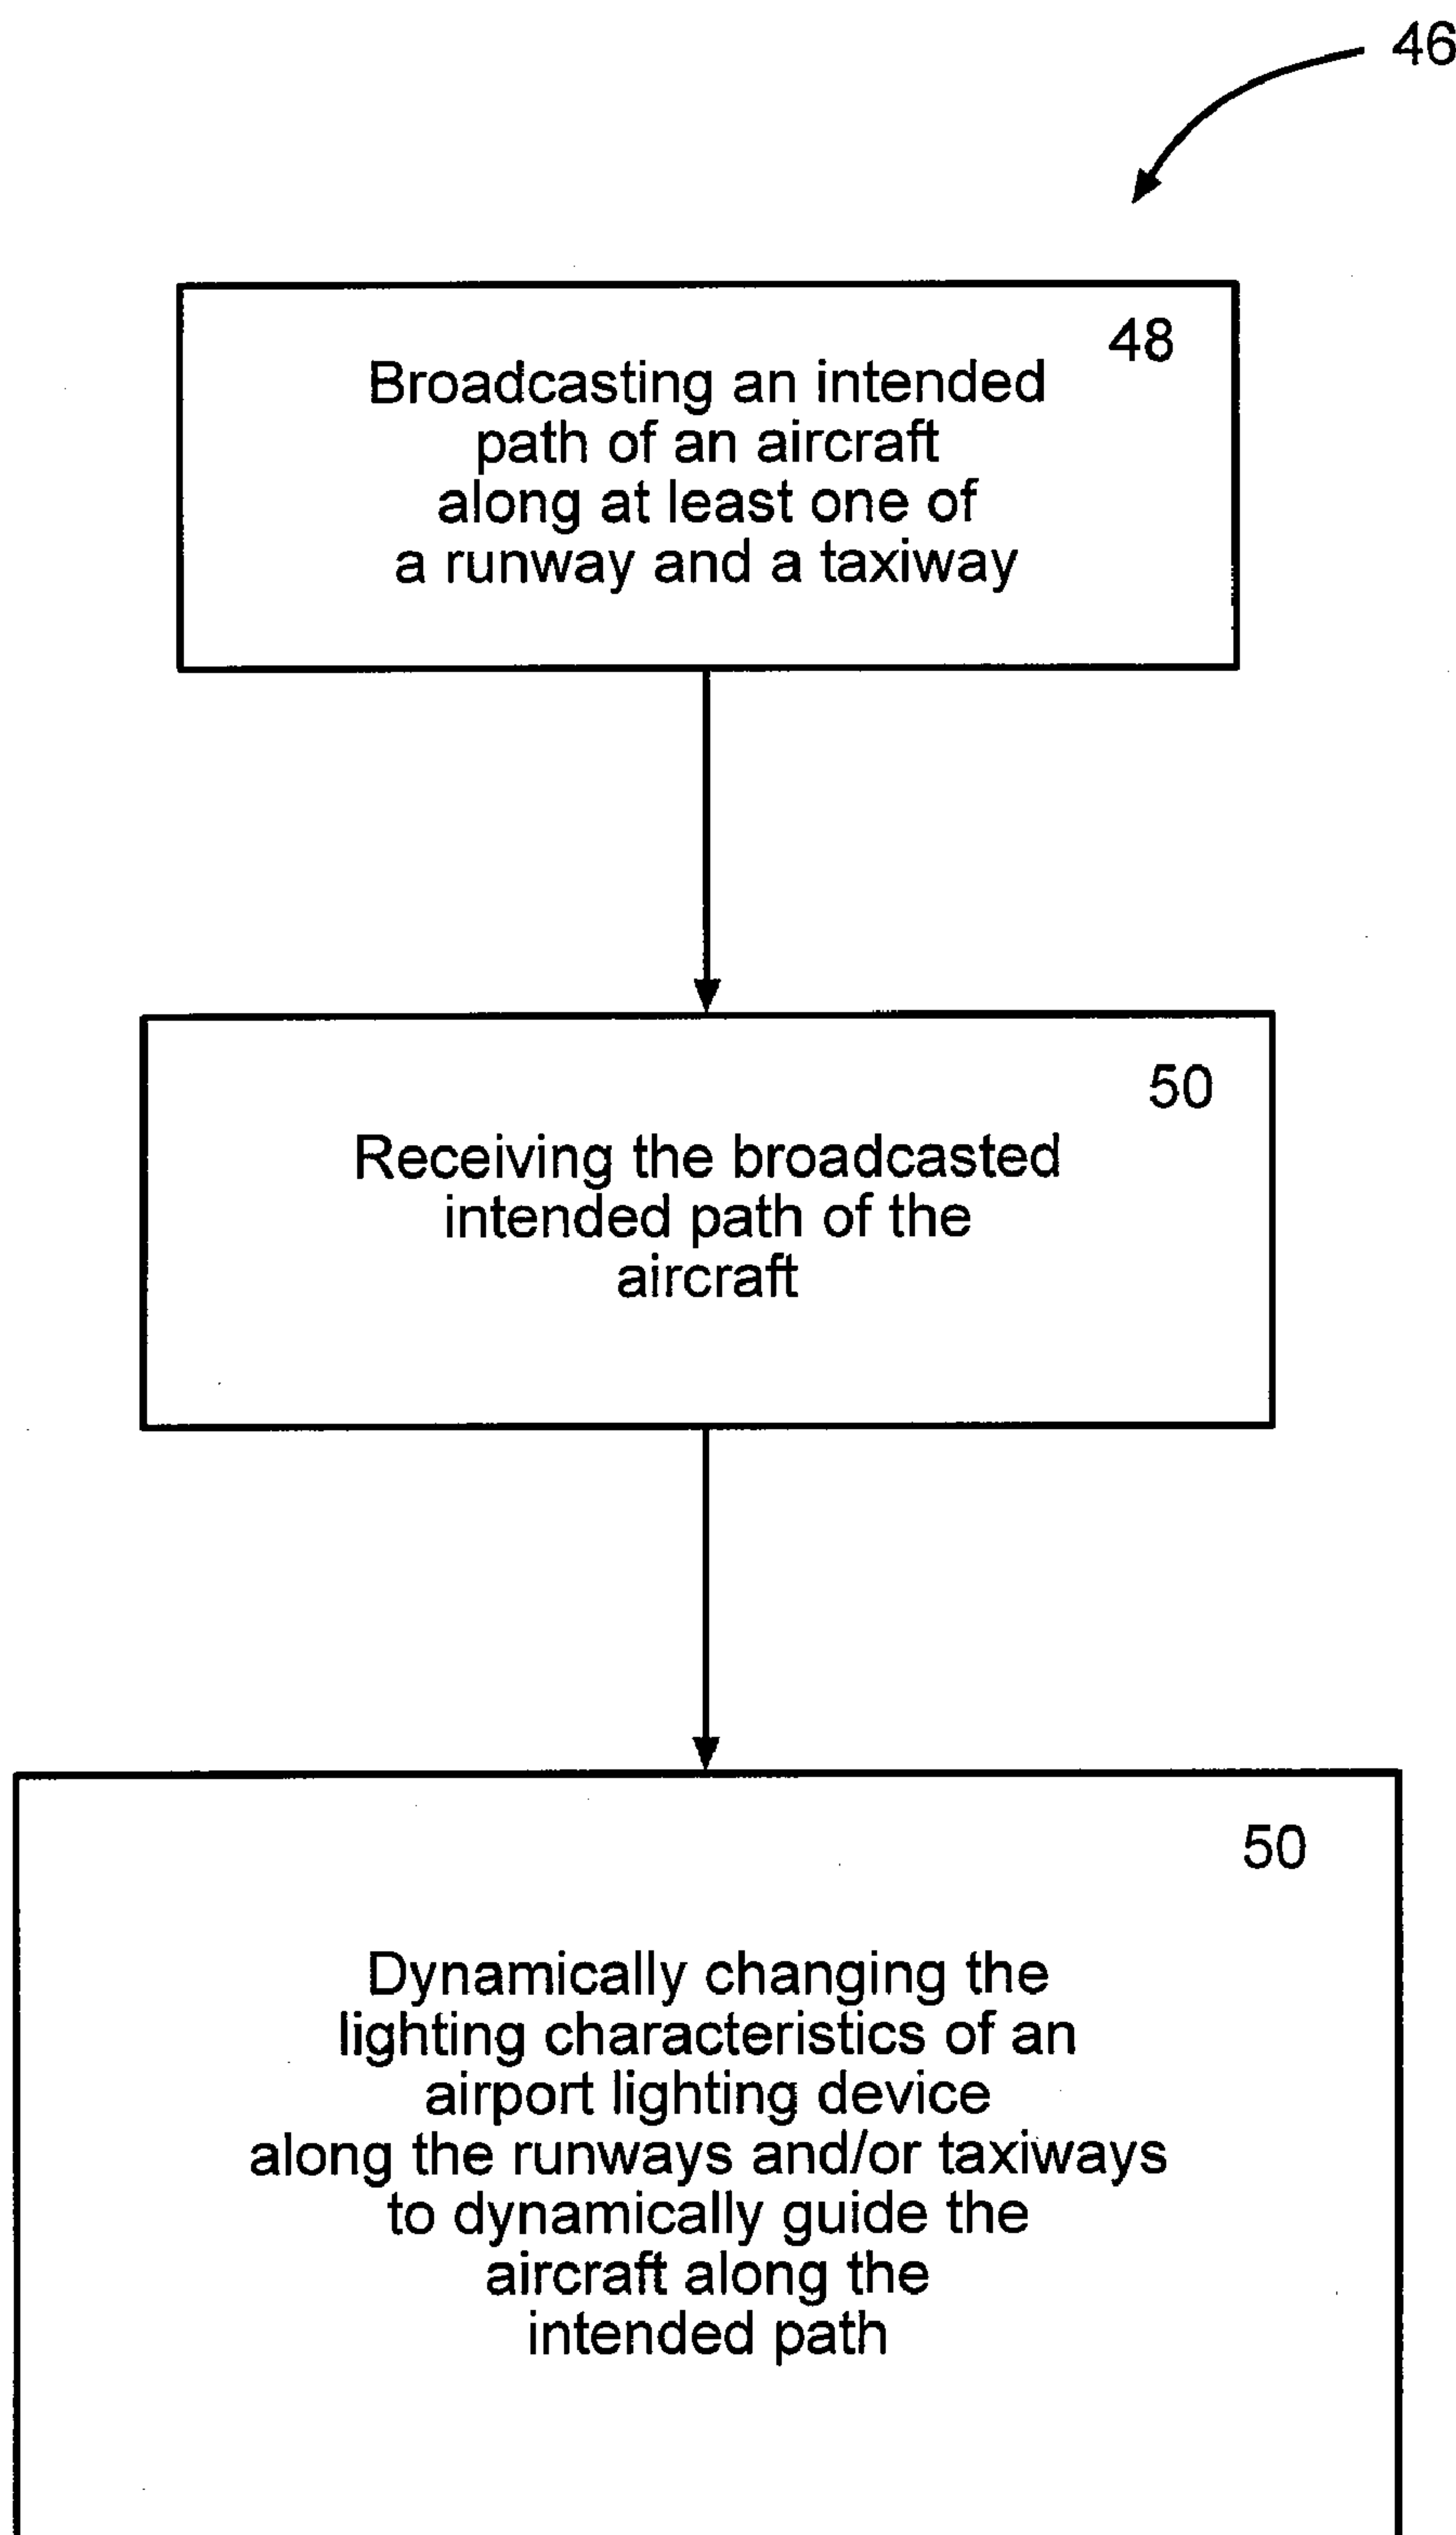 46
48
Broadcasting an intended
path of an aircraft
along at least one of
a runway and a taxiway
50
Receiving the broadcasted
intended path of the
aircraft
50
Dynamically changing the
lighting characteristics of an
airport lighting device
along the runways and/or taxiways
to dynamically guide the
aircraft along the
intended path